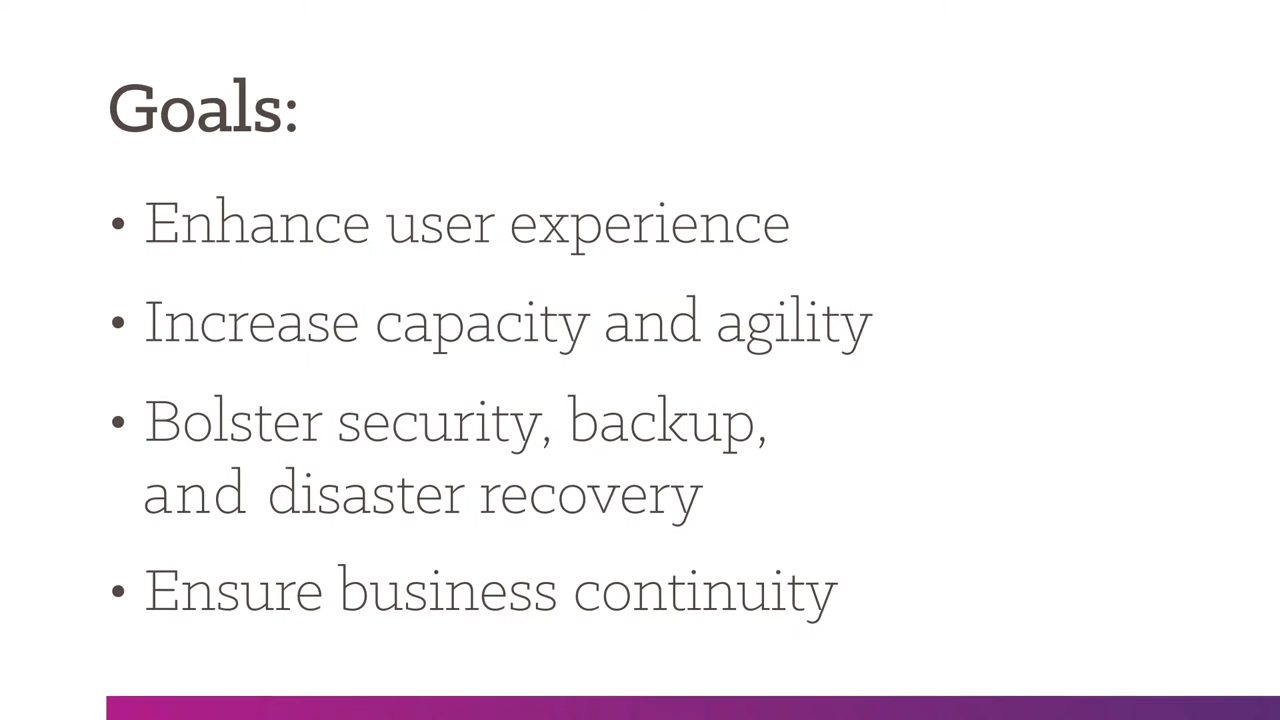 Goals:
• Enhance user experience
• Increase capacity and agility
• Bolster security, backup,
and disaster recovery
• Ensure business continuity